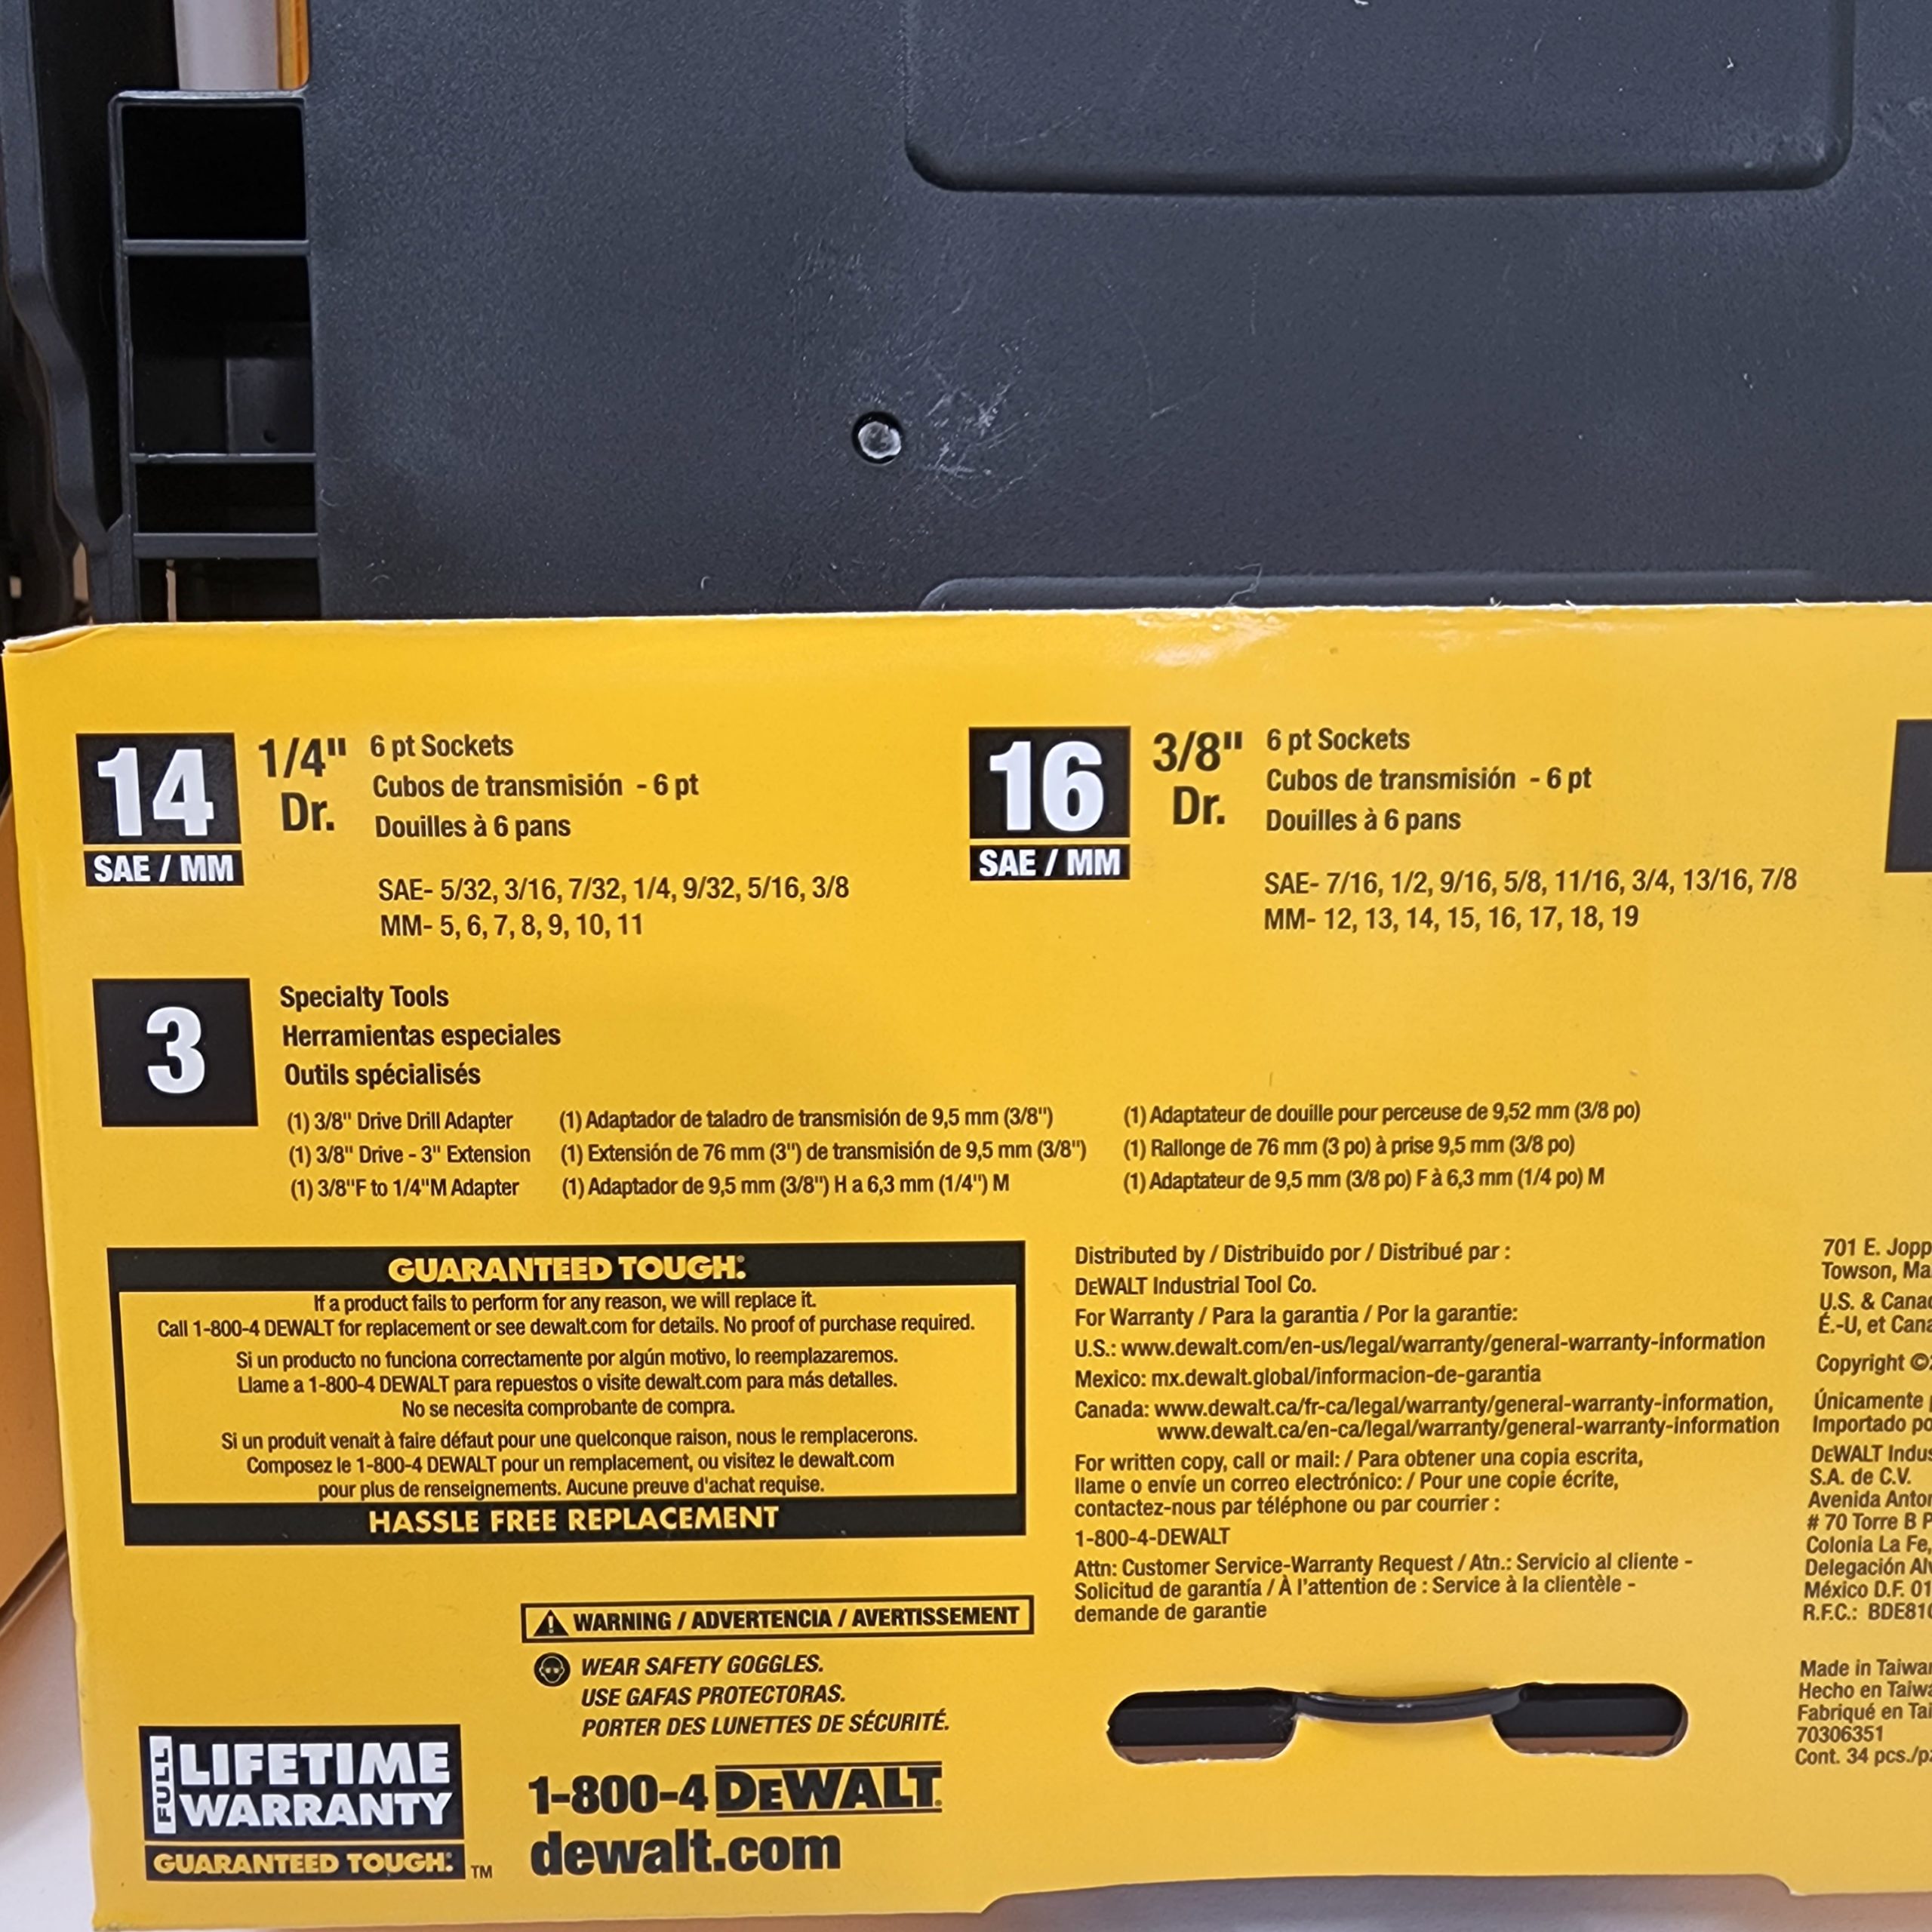 14
SAE / MM
1/4"
Dr.
6 pt Sockets
Cubos de transmisión - 6 pt
Douilles à 6 pans
SAE- 5/32, 3/16, 7/32, 1/4, 9/32, 5/16, 3/8
MM- 5, 6, 7, 8, 9, 10, 11
16
SAE / MM
3/8"
Dr.
6 pt Sockets
Cubos de transmisión - 6 pt
Douilles à 6 pans
SAE- 7/16, 1/2, 9/16, 5/8, 11/16, 3/4, 13/16, 7/8
MM- 12, 13, 14, 15, 16, 17, 18, 19
3
Specialty Tools
Herramientas especiales
Outils spécialisés
(1) 3/8" Drive Drill Adapter
(1) 3/8" Drive - 3" Extension
(1) 3/8"F to 1/4"M Adapter
(1) Adaptador de taladro de transmisión de 9,5 mm (3/8")
(1) Extensión de 76 mm (3") de transmisión de 9,5 mm (3/8")
(1) Adaptador de 9,5 mm (3/8") H a 6,3 mm (1/4") M
(1) Adaptateur de douille pour perceuse de 9,52 mm (3/8 po)
(1) Rallonge de 76 mm (3 po) à prise 9,5 mm (3/8 po)
(1) Adaptateur de 9,5 mm (3/8 po) F à 6,3 mm (1/4 po) M
GUARANTEED TOUGH®
If a product fails to perform for any reason, we will replace it.
Call 1-800-4 DEWALT for replacement or see dewalt.com for details. No proof of purchase required.
Si un producto no funciona correctamente por algún motivo, lo reemplazaremos.
Llame a 1-800-4 DEWALT para repuestos o visite dewalt.com para más detalles.
No se necesita comprobante de compra.
Si un produit venait à faire défaut pour une quelconque raison, nous le remplacerons.
Composez le 1-800-4 DEWALT pour un remplacement, ou visitez le dewalt.com
pour plus de renseignements. Aucune preuve d'achat requise.
HASSLE FREE REPLACEMENT
WARNING / ADVERTENCIA / AVERTISSEMENT
WEAR SAFETY GOGGLES.
USE GAFAS PROTECTORAS.
PORTER DES LUNETTES DE SÉCURITÉ.
FULL LIFETIME
WARRANTY
GUARANTEED TOUGH® TM
1-800-4 DEWALT
dewalt.com
Distributed by / Distribuido por / Distribué par :
DEWALT Industrial Tool Co.
For Warranty / Para la garantia / Por la garantie:
U.S.: www.dewalt.com/en-us/legal/warranty/general-warranty-information
Mexico: mx.dewalt.global/informacion-de-garantia
Canada: www.dewalt.ca/fr-ca/legal/warranty/general-warranty-information,
www.dewalt.ca/en-ca/legal/warranty/general-warranty-information
For written copy, call or mail: / Para obtener una copia escrita,
llame o envíe un correo electrónico: / Pour une copie écrite,
contactez-nous par téléphone ou par courrier :
1-800-4-DEWALT
Attn: Customer Service-Warranty Request / Atn.: Servicio al cliente -
Solicitud de garantía / À l'attention de : Service à la clientèle -
demande de garantie
701 E. Jopp
Towson, Ma
U.S. & Cana
É.-U, et Cana
Copyright ©
Únicamente
Importado po
DEWALT Indus
S.A. de C.V.
Avenida Anto
# 70 Torre B P
Colonia La Fe,
Delegación Al
México D.F. 01
R.F.C.: BDE81
Made in Taiwa
Hecho en Taiw
Fabriqué en Tai
70306351
Cont. 34 pcs./p